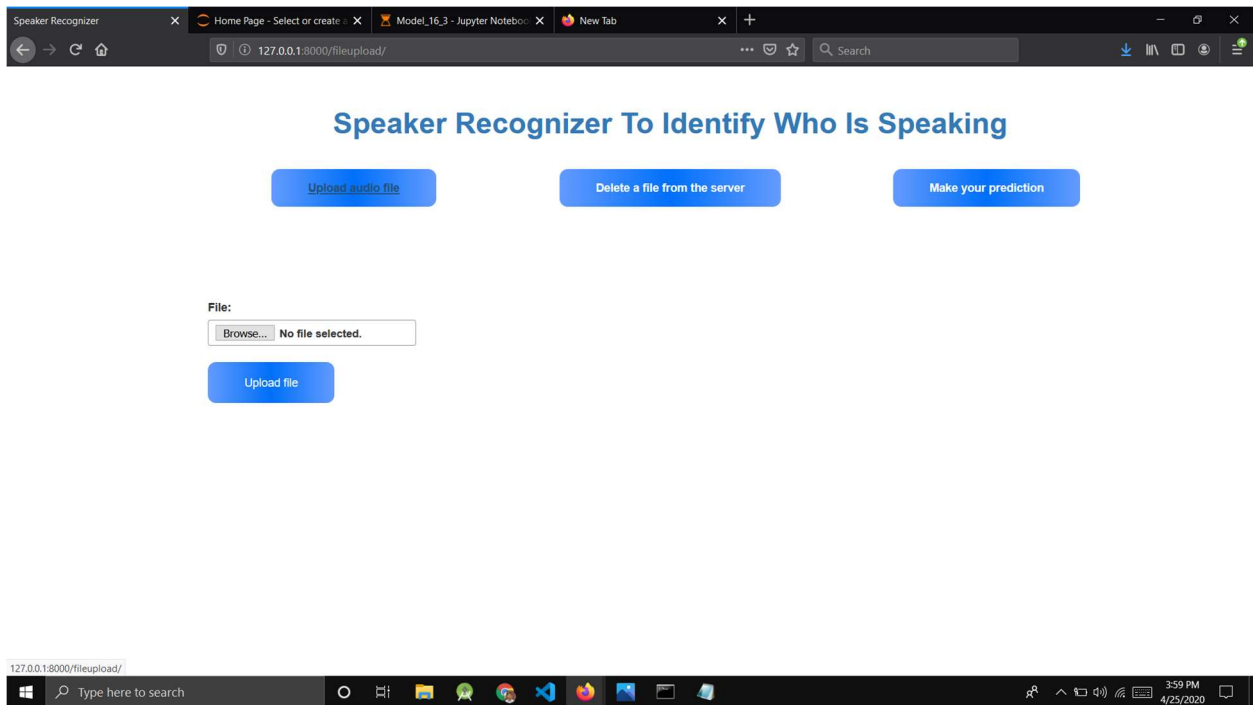 Speaker Recognizer
Home Page - Select or create a
Model_16_3 - Jupyter Noteboo
New Tab
127.0.0.1:8000/fileupload/
Search
Speaker Recognizer To Identify Who Is Speaking
Upload audio file
Delete a file from the server
Make your prediction
File:
Browse... No file selected.
Upload file
127.0.0.1:8000/fileupload/
Type here to search
3:59 PM
4/25/2020